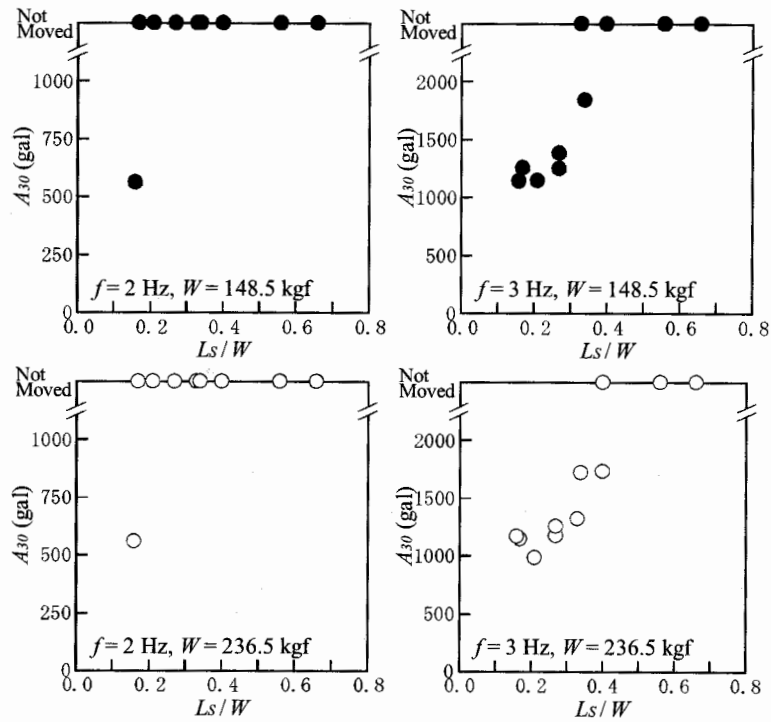 Not
Moved
1000
750
500
250
0
A30 (gal)
f = 2 Hz, W = 148.5 kgf
0.0 0.2 0.4 0.6 0.8
Ls/W
Not
Moved
2000
1500
1000
500
0
A30 (gal)
f = 3 Hz, W = 148.5 kgf
0.0 0.2 0.4 0.6 0.8
Ls/W
Not
Moved
1000
750
500
250
0
A30 (gal)
f = 2 Hz, W = 236.5 kgf
0.0 0.2 0.4 0.6 0.8
Ls/W
Not
Moved
2000
1500
1000
500
0
A30 (gal)
f = 3 Hz, W = 236.5 kgf
0.0 0.2 0.4 0.6 0.8
Ls/W